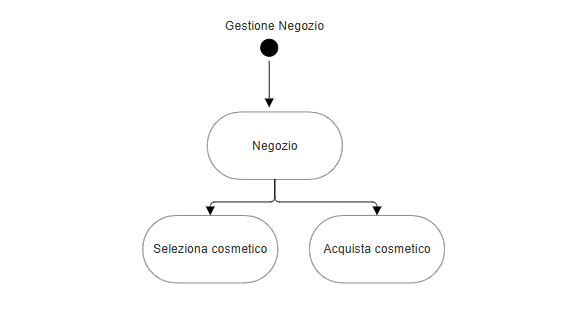 Gestione Negozio
Negozio
Seleziona cosmetico
Acquista cosmetico